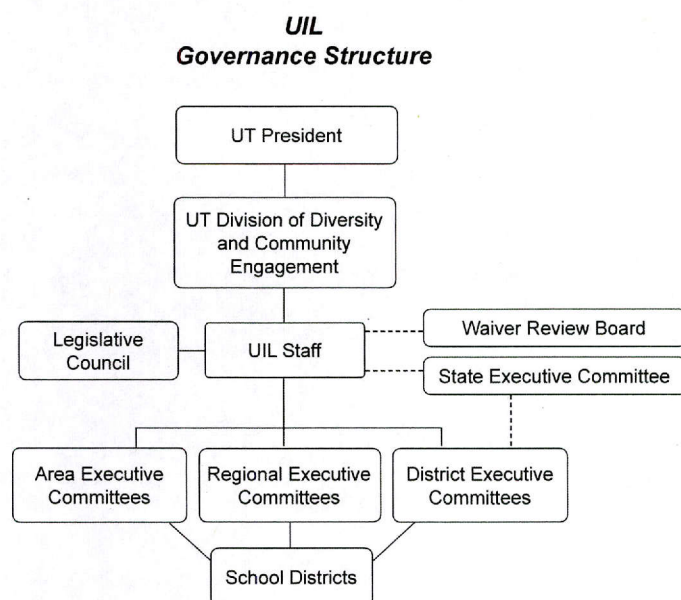 UIL
Governance Structure
UT President
UT Division of Diversity
and Community
Engagement
Legislative
Council
UIL Staff
Waiver Review Board
State Executive Committee
Area Executive
Committees
Regional Executive
Committees
District Executive
Committees
School Districts